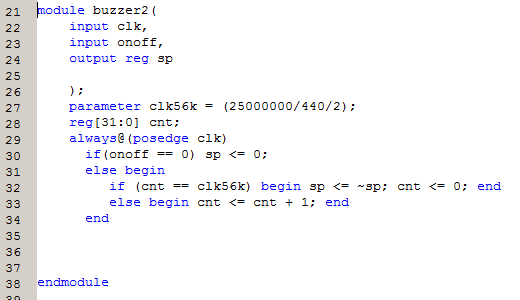 21 module buzzer2(
22 input clk,
23 input onoff,
24 output reg sp
25
26 );
27 parameter clk56k = (25000000/440/2);
28 reg[31:0] cnt;
29 always@(posedge clk)
30 if(onoff == 0) sp <= 0;
31 else begin
32 if (cnt == clk56k) begin sp <= ~sp; cnt <= 0; end
33 else begin cnt <= cnt + 1; end
34 end
35
36
37
38 endmodule
39